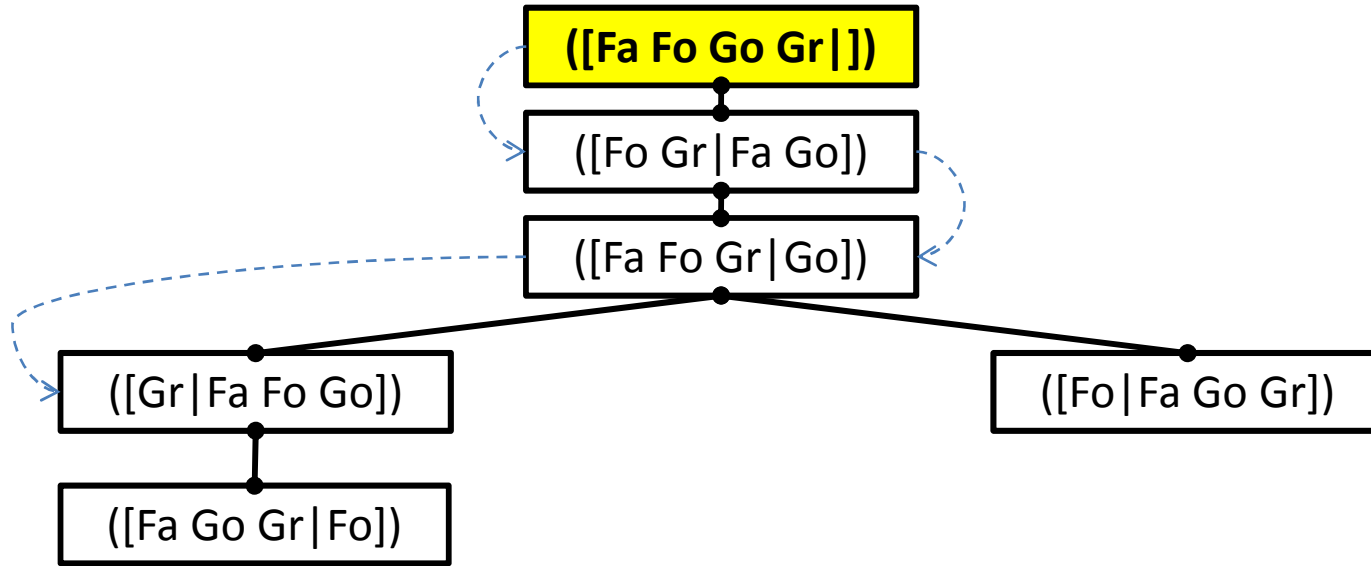 ([Fa Fo Go Gr|])
([Fo Gr|Fa Go])
([Fa Fo Gr|Go])
([Gr|Fa Fo Go])
([Fo|Fa Go Gr])
([Fa Go Gr|Fo])